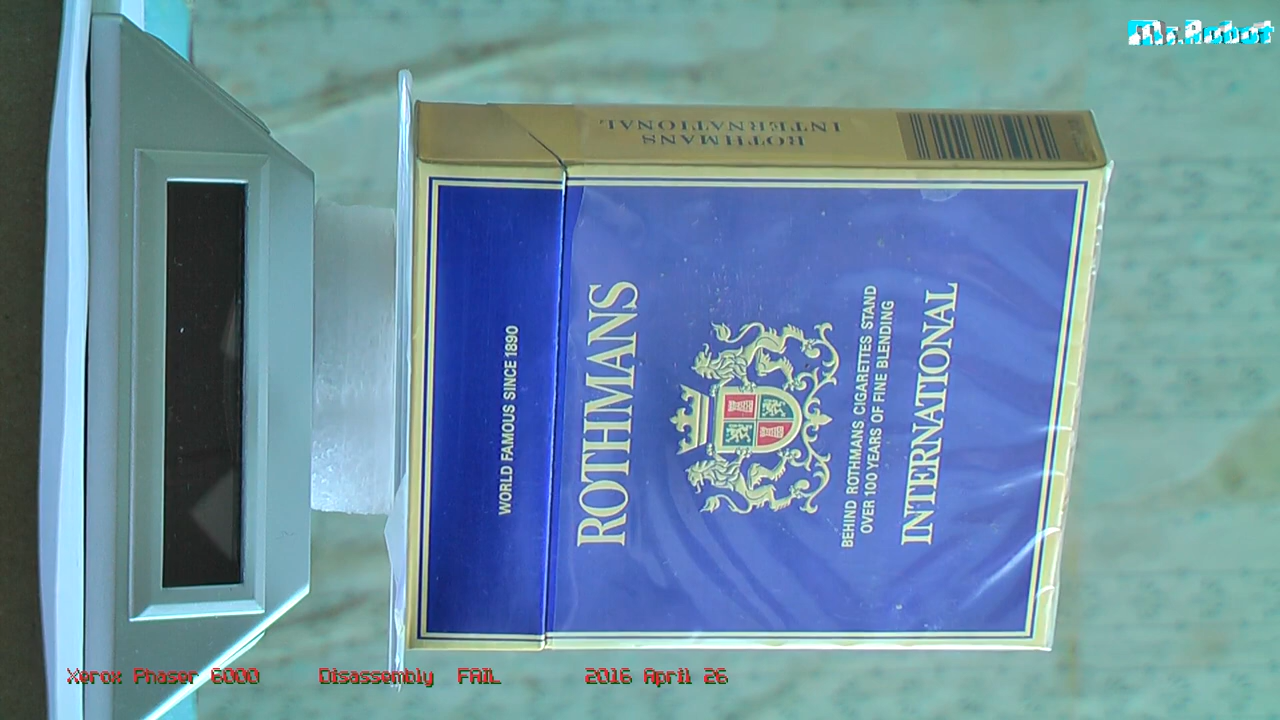 Mr.Robot
ROTHMANS
INTERNATIONAL
WORLD FAMOUS SINCE 1890
ROTHMANS
BEHIND ROTHMANS CIGARETTES STAND
OVER 100 YEARS OF FINE BLENDING
INTERNATIONAL
Xerox Phaser 6000 Disassembly FAIL 2016 April 26